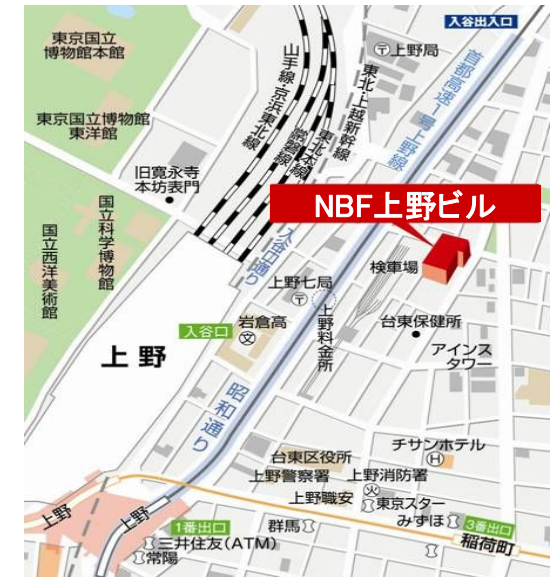 入谷出入口
東京国立
博物館本館
上野局
首都高速1号上野線
山手線・京浜東北線
東北本線
常磐線
東北・上越新幹線
東京国立博物館
東洋館
旧寛永寺
本坊表門
NBF上野ビル
国立科学博物館
国立西洋美術館
入谷口通り
検車場
上野七局
入谷口
岩倉高
文
上野料金所
台東保健所
アインス
タワー
上野
昭和通り
台東区役所
チサンホテル
H
上野警察署
上野消防署
火
上野職安
東京スター
みずほ
上野
上野
1番出口
群馬
3番出口
稲荷町
三井住友(ATM)
常陽